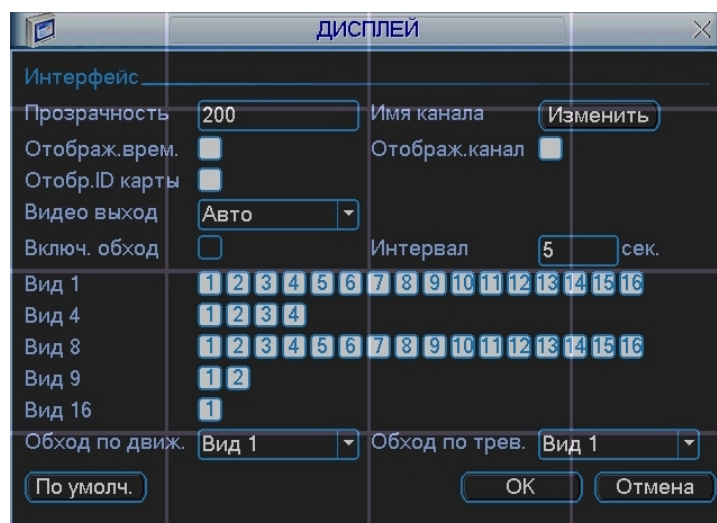 ДИСПЛЕЙ
Интерфейс
Прозрачность 200 Имя канала Изменить
Отображ.врем. Отображ.канал
Отобр.ID карты
Видео выход Авто
Включ. обход Интервал 5 сек.
Вид 1 1 2 3 4 5 6 7 8 9 10 11 12 13 14 15 16
Вид 4 1 2 3 4
Вид 8 1 2 3 4 5 6 7 8 9 10 11 12 13 14 15 16
Вид 9 1 2
Вид 16 1
Обход по движ. Вид 1 Обход по трев. Вид 1
По умолч. OK Отмена